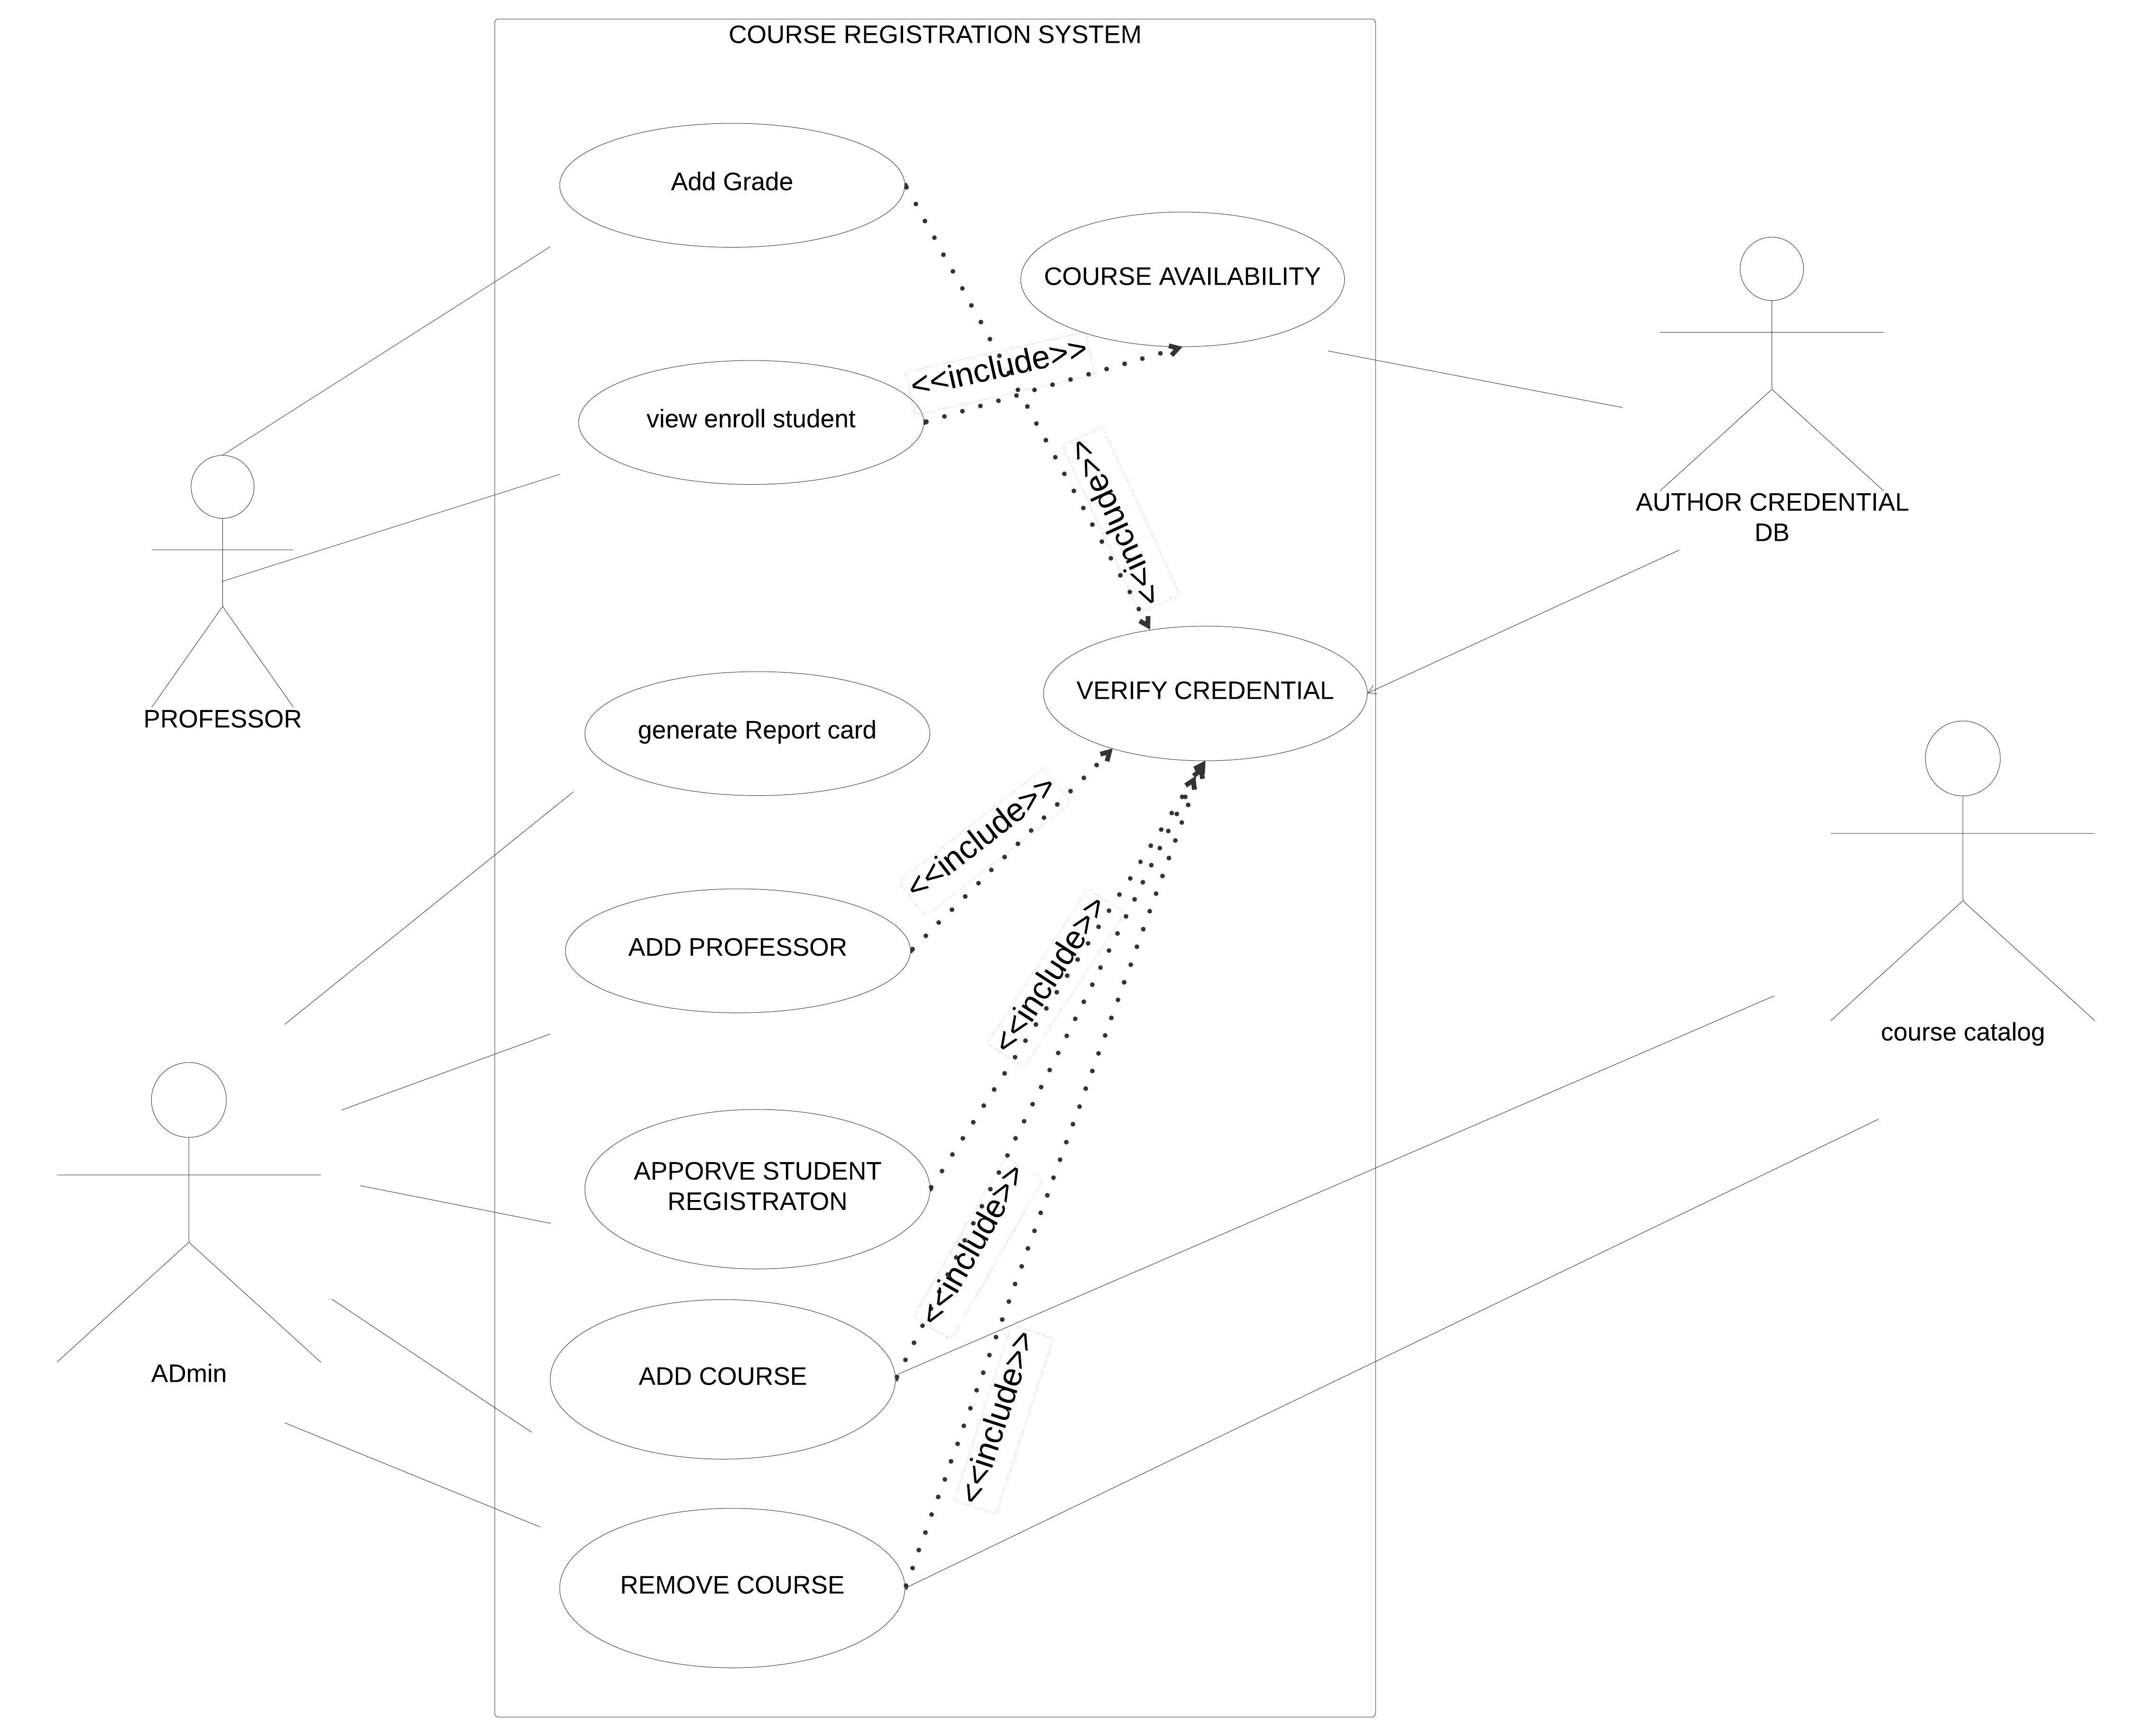 COURSE REGISTRATION SYSTEM
Add Grade
COURSE AVAILABILITY
<<include>>
view enroll student
<<include>>
AUTHOR CREDENTIAL
DB
PROFESSOR
VERIFY CREDENTIAL
generate Report card
<<include>>
ADD PROFESSOR
<<include>>
course catalog
APPORVE STUDENT
REGISTRATON
<<include>>
ADmin
ADD COURSE
<<include>>
REMOVE COURSE